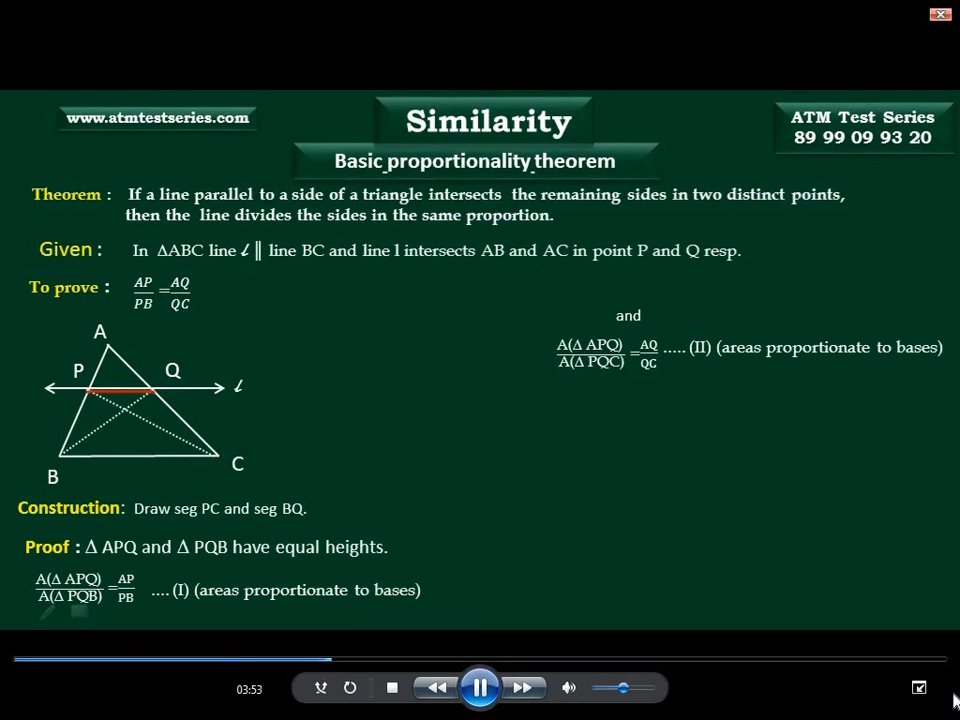 www.atmtestseries.com
Similarity
ATM Test Series
89 99 09 93 20
Basic proportionality theorem
Theorem : If a line parallel to a side of a triangle intersects the remaining sides in two distinct points,
then the line divides the sides in the same proportion.
Given : In ΔABC line l ∥ line BC and line l intersects AB and AC in point P and Q resp.
To prove : AP/PB = AQ/QC
A
P
Q
l
B
C
Construction: Draw seg PC and seg BQ.
Proof : Δ APQ and Δ PQB have equal heights.
A(Δ APQ)/A(Δ PQB) = AP/PB .... (I) (areas proportionate to bases)
and
A(Δ APQ)/A(Δ PQC) = AQ/QC ..... (II) (areas proportionate to bases)
03:53